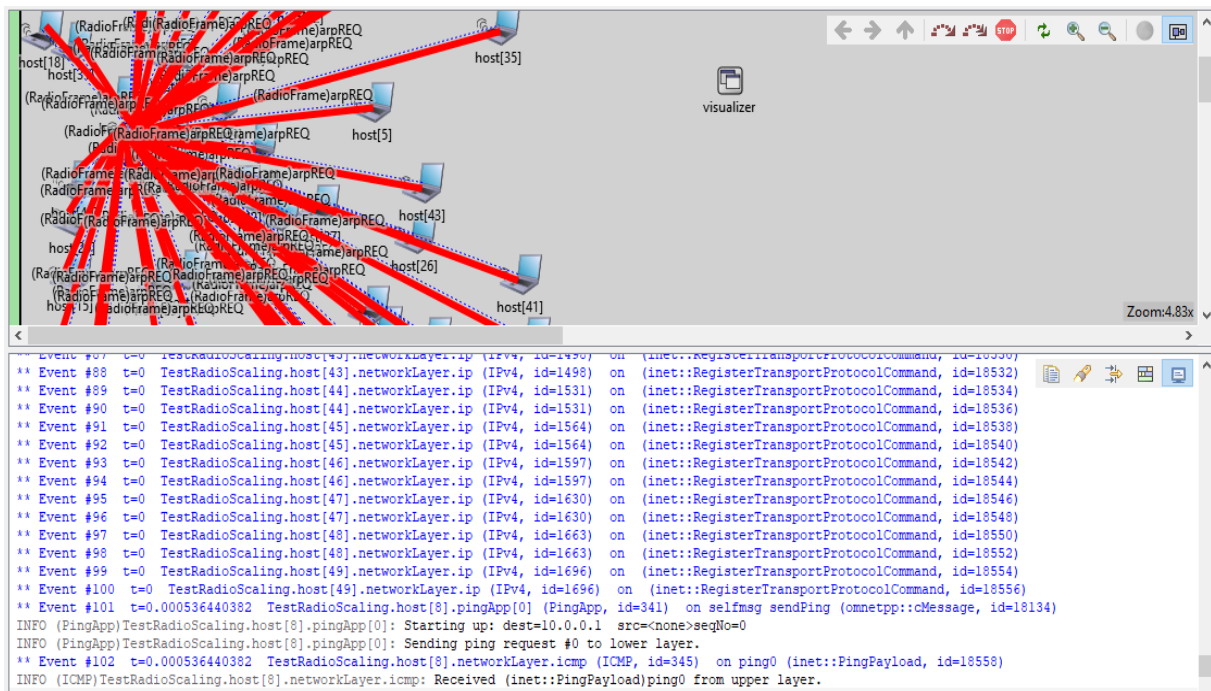 host[18]
host[35]
host[5]
host[43]
host[26]
host[41]
(RadioFrame)arpREQ
(RadioFrame)arpREQ
(RadioFrame)arpREQ
STOP
visualizer
Zoom:4.83x
** Event #88 t=0 TestRadioScaling.host[43].networkLayer.ip (IPv4, id=1498) on (inet::RegisterTransportProtocolCommand, id=18532)
** Event #89 t=0 TestRadioScaling.host[44].networkLayer.ip (IPv4, id=1531) on (inet::RegisterTransportProtocolCommand, id=18534)
** Event #90 t=0 TestRadioScaling.host[44].networkLayer.ip (IPv4, id=1531) on (inet::RegisterTransportProtocolCommand, id=18536)
** Event #91 t=0 TestRadioScaling.host[45].networkLayer.ip (IPv4, id=1564) on (inet::RegisterTransportProtocolCommand, id=18538)
** Event #92 t=0 TestRadioScaling.host[45].networkLayer.ip (IPv4, id=1564) on (inet::RegisterTransportProtocolCommand, id=18540)
** Event #93 t=0 TestRadioScaling.host[46].networkLayer.ip (IPv4, id=1597) on (inet::RegisterTransportProtocolCommand, id=18542)
** Event #94 t=0 TestRadioScaling.host[46].networkLayer.ip (IPv4, id=1597) on (inet::RegisterTransportProtocolCommand, id=18544)
** Event #95 t=0 TestRadioScaling.host[47].networkLayer.ip (IPv4, id=1630) on (inet::RegisterTransportProtocolCommand, id=18546)
** Event #96 t=0 TestRadioScaling.host[47].networkLayer.ip (IPv4, id=1630) on (inet::RegisterTransportProtocolCommand, id=18548)
** Event #97 t=0 TestRadioScaling.host[48].networkLayer.ip (IPv4, id=1663) on (inet::RegisterTransportProtocolCommand, id=18550)
** Event #98 t=0 TestRadioScaling.host[48].networkLayer.ip (IPv4, id=1663) on (inet::RegisterTransportProtocolCommand, id=18552)
** Event #99 t=0 TestRadioScaling.host[49].networkLayer.ip (IPv4, id=1696) on (inet::RegisterTransportProtocolCommand, id=18554)
** Event #100 t=0 TestRadioScaling.host[49].networkLayer.ip (IPv4, id=1696) on (inet::RegisterTransportProtocolCommand, id=18556)
** Event #101 t=0.000536440382 TestRadioScaling.host[8].pingApp[0] (PingApp, id=341) on selfmsg sendPing (omnetpp::cMessage, id=18134)
INFO (PingApp)TestRadioScaling.host[8].pingApp[0]: Starting up: dest=10.0.0.1 src=<none>seqNo=0
INFO (PingApp)TestRadioScaling.host[8].pingApp[0]: Sending ping request #0 to lower layer.
** Event #102 t=0.000536440382 TestRadioScaling.host[8].networkLayer.icmp (ICMP, id=345) on ping0 (inet::PingPayload, id=18558)
INFO (ICMP)TestRadioScaling.host[8].networkLayer.icmp: Received (inet::PingPayload)ping0 from upper layer.